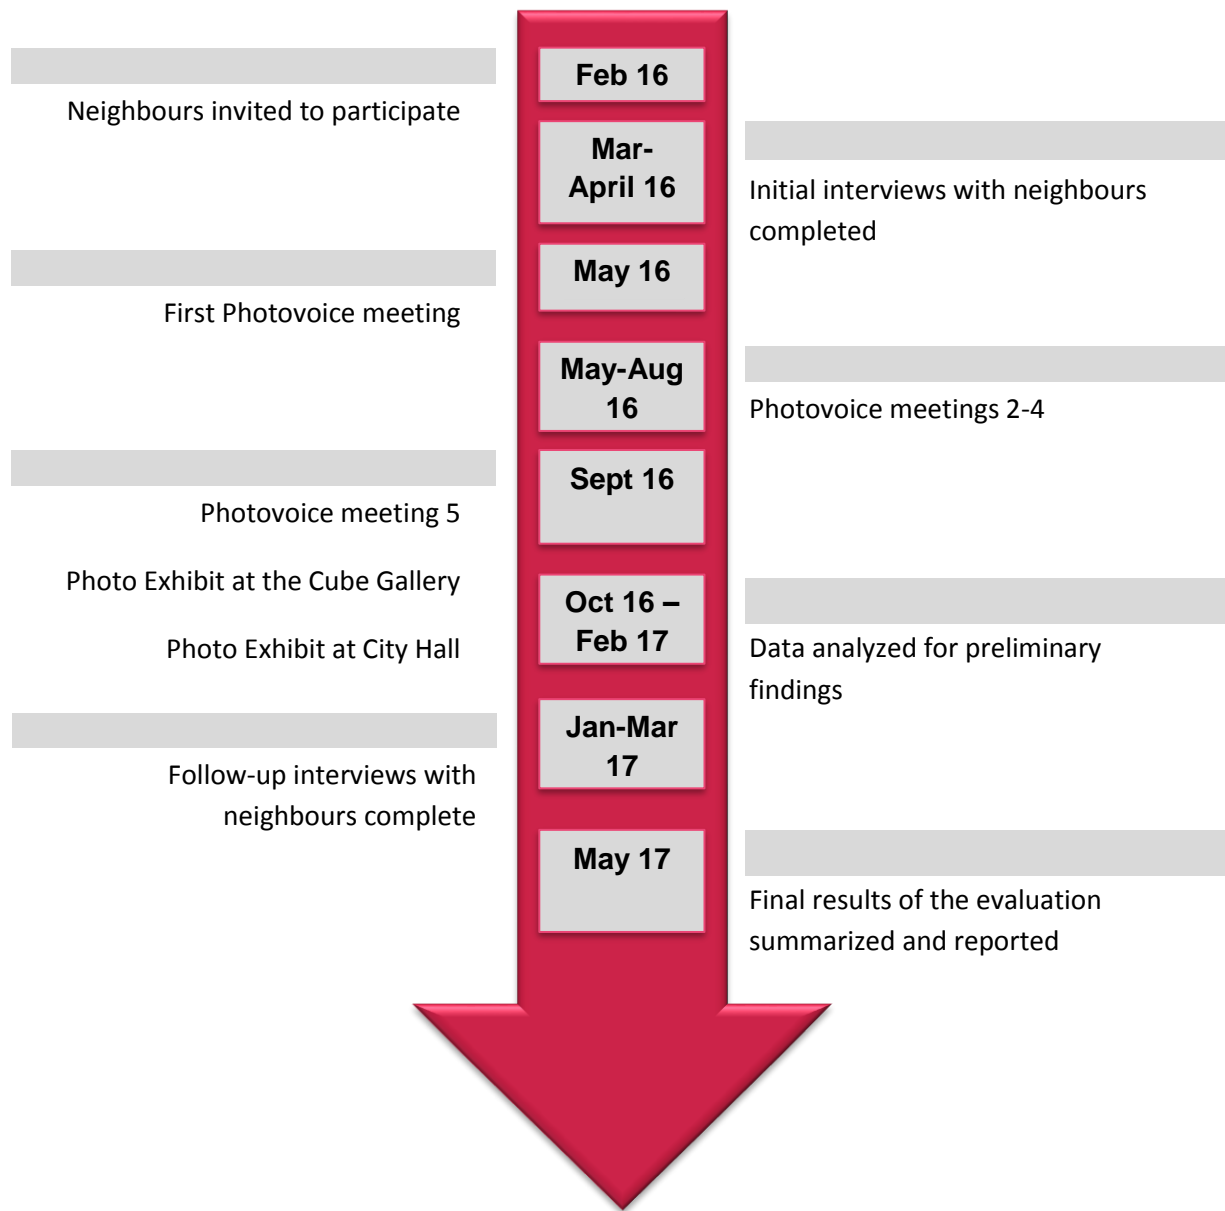 Feb 16
Neighbours invited to participate
Mar-
April 16
Initial interviews with neighbours
completed
May 16
First Photovoice meeting
May-Aug
16
Photovoice meetings 2-4
Sept 16
Photovoice meeting 5
Photo Exhibit at the Cube Gallery
Photo Exhibit at City Hall
Oct 16 –
Feb 17
Data analyzed for preliminary
findings
Jan-Mar
17
Follow-up interviews with
neighbours complete
May 17
Final results of the evaluation
summarized and reported